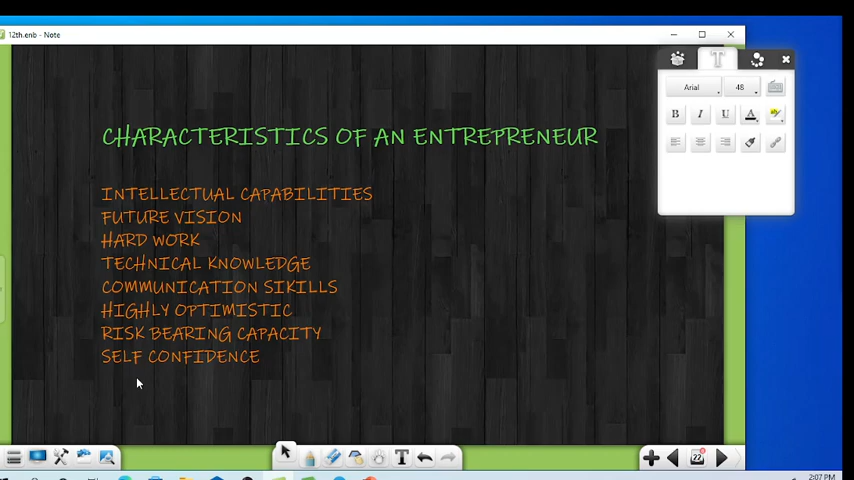 12th.enb - Note
Arial
48
B I U A
CHARACTERISTICS OF AN ENTREPRENEUR
INTELLECTUAL CAPABILITIES
FUTURE VISION
HARD WORK
TECHNICAL KNOWLEDGE
COMMUNICATION SIKILLS
HIGHLY OPTIMISTIC
RISK BEARING CAPACITY
SELF CONFIDENCE
22
2:07 PM